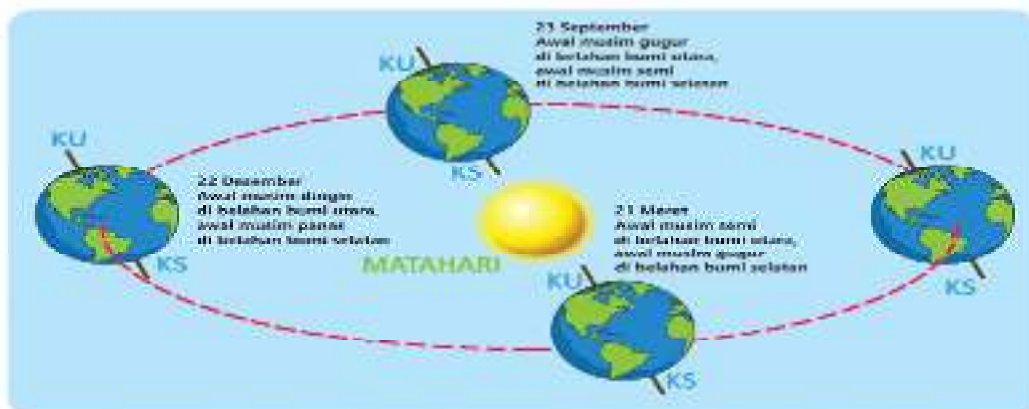 23 September
Awal musim gugur
di belahan bumi utara,
awal musim semi
di belahan bumi selatan
KU
KS
KU
KS
22 Desember
Awal musim dingin
di belahan bumi utara,
awal musim panas
di belahan bumi selatan
MATAHARI
21 Maret
Awal musim semi
di belahan bumi utara,
awal musim gugur
di belahan bumi selatan
KU
KS
KU
KS